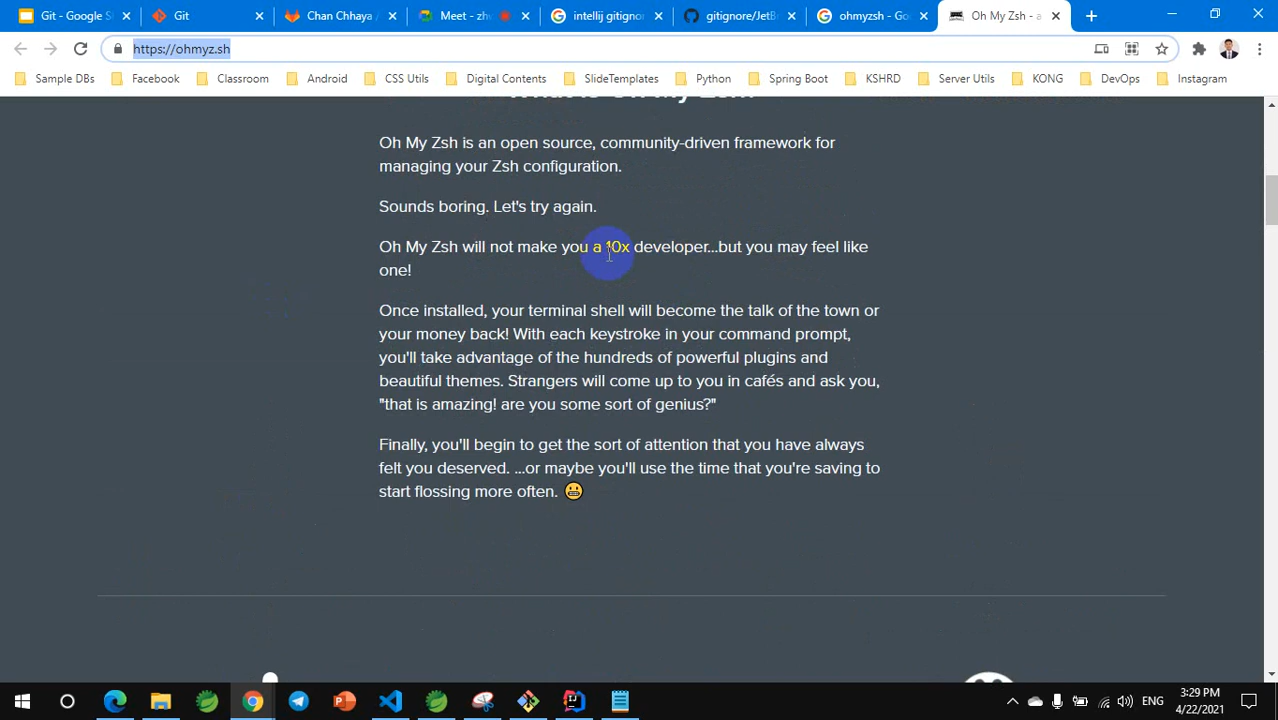 Git - Google S
Git
Chan Chhaya /
Meet - zh
intellij gitigno
gitignore/JetB
ohmyzsh - Go
Oh My Zsh - a
https://ohmyz.sh
Sample DBs
Facebook
Classroom
Android
CSS Utils
Digital Contents
SlideTemplates
Python
Spring Boot
KSHRD
Server Utils
KONG
DevOps
Instagram
What is Oh My Zsh?
Oh My Zsh is an open source, community-driven framework for
managing your Zsh configuration.
Sounds boring. Let's try again.
Oh My Zsh will not make you a 10x developer...but you may feel like
one!
Once installed, your terminal shell will become the talk of the town or
your money back! With each keystroke in your command prompt,
you'll take advantage of the hundreds of powerful plugins and
beautiful themes. Strangers will come up to you in cafés and ask you,
"that is amazing! are you some sort of genius?"
Finally, you'll begin to get the sort of attention that you have always
felt you deserved. ...or maybe you'll use the time that you're saving to
start flossing more often. 😬
ENG
3:29 PM
4/22/2021